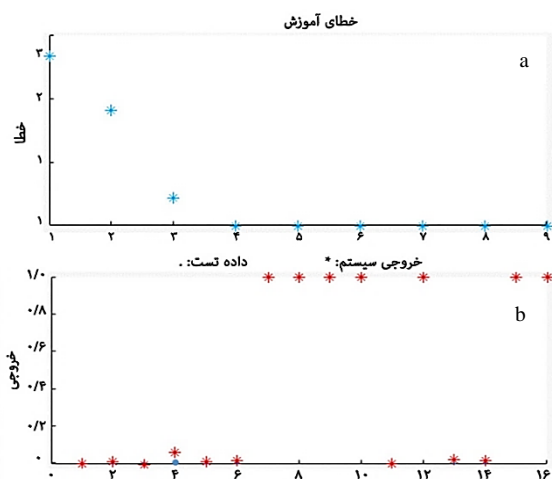 خطای آموزش
a
۳
۲
۱
۱
خطا
۱ ۲ ۳ ۴ ۵ ۶ ۷ ۸ ۹
خروجی سیستم: * داده تست: .
b
۱/۰
۰/۸
۰/۶
۰/۴
۰/۲
۰
خروجی
۰ ۲ ۴ ۶ ۸ ۱۰ ۱۲ ۱۴ ۱۶